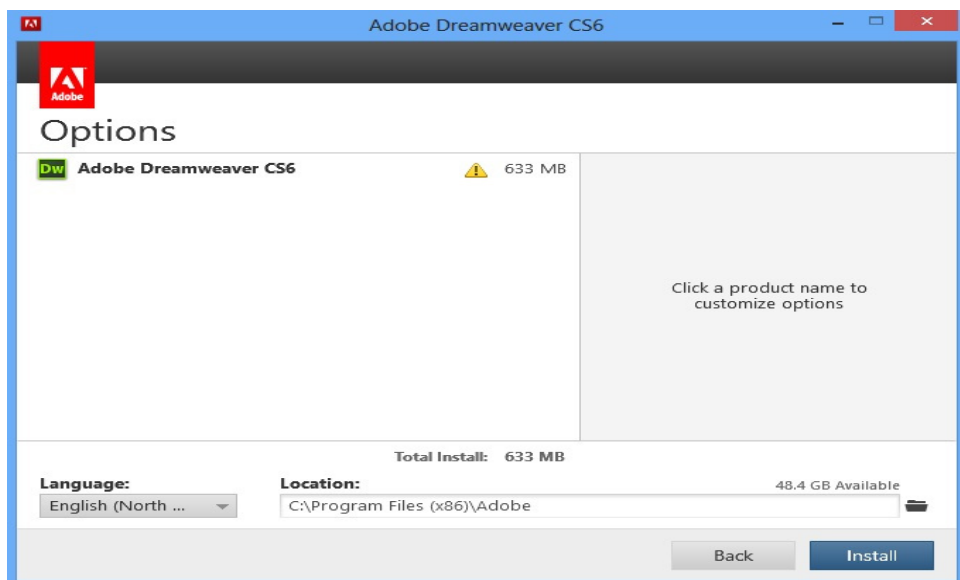 Adobe Dreamweaver CS6
Adobe
Options
Dw Adobe Dreamweaver CS6 633 MB
Click a product name to
customize options
Total Install: 633 MB
Language: Location: 48.4 GB Available
English (North ... C:\Program Files (x86)\Adobe
Back Install